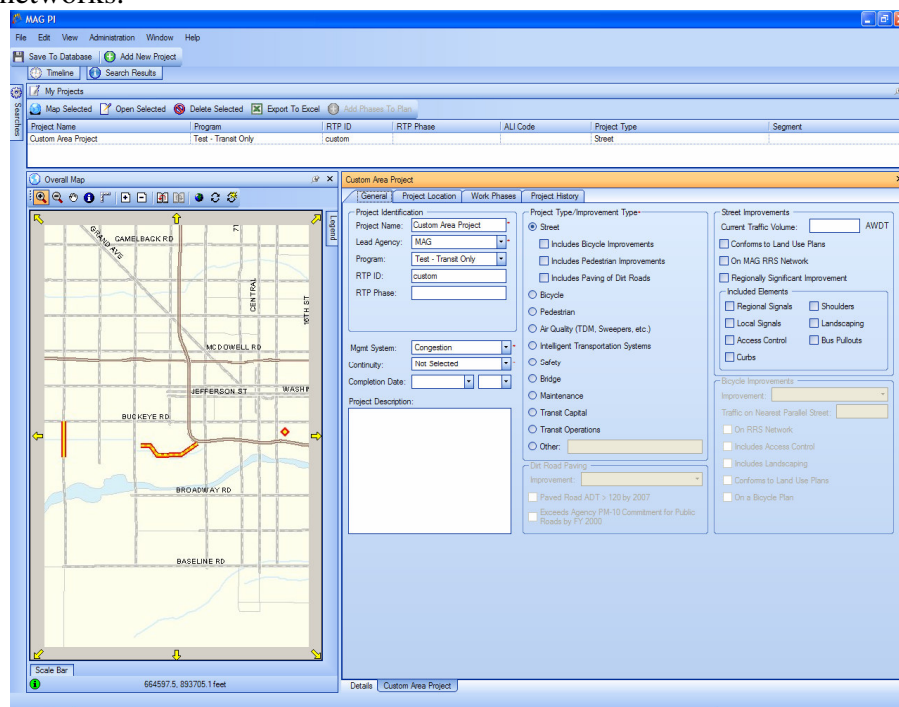 networks.
MAG PI
File Edit View Administration Window Help
Save To Database Add New Project
Timeline Search Results
Searches
My Projects
Map Selected Open Selected Delete Selected Export To Excel Add Phases To Plan
Project Name Program RTP ID RTP Phase ALI Code Project Type Segment
Custom Area Project Test - Transit Only custom Street
Overall Map
Legend
GRAND AVE
CAMELBACK RD
71
CENTRAL
16TH ST
MCDOWELL RD
JEFFERSON ST WASH
BUCKEYE RD
BROADWAY RD
BASELINE RD
Scale Bar
664597.5, 893705.1 feet
Custom Area Project
General Project Location Work Phases Project History
Project Identification
Project Name: Custom Area Project *
Lead Agency: MAG *
Program: Test - Transit Only
RTP ID: custom
RTP Phase:
Mgmt System: Congestion *
Continuity: Not Selected *
Completion Date:
Project Description:
Project Type/Improvement Type*
Street
Includes Bicycle Improvements
Includes Pedestrian Improvements
Includes Paving of Dirt Roads
Bicycle
Pedestrian
Air Quality (TDM, Sweepers, etc.)
Intelligent Transportation Systems
Safety
Bridge
Maintenance
Transit Capital
Transit Operations
Other:
Dirt Road Paving
Improvement:
Paved Road ADT > 120 by 2007
Exceeds Agency PM-10 Commitment for Public
Roads by FY 2000
Street Improvements
Current Traffic Volume: AWDT
Conforms to Land Use Plans
On MAG RRS Network
Regionally Significant Improvement
Included Elements
Regional Signals Shoulders
Local Signals Landscaping
Access Control Bus Pullouts
Curbs
Bicycle Improvements
Improvement:
Traffic on Nearest Parallel Street:
On RRS Network
Includes Access Control
Includes Landscaping
Conforms to Land Use Plans
On a Bicycle Plan
Details Custom Area Project